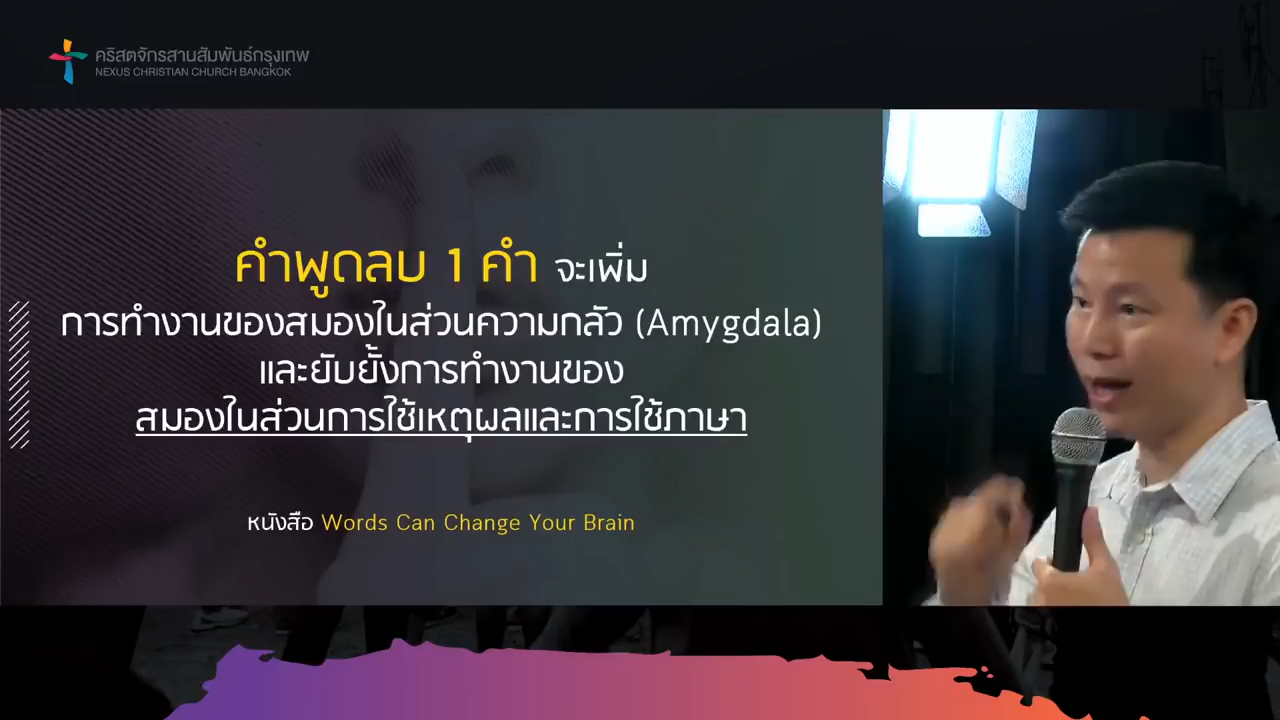 คริสตจักรสานสัมพันธ์กรุงเทพ
NEXUS CHRISTIAN CHURCH BANGKOK
คำพูดลบ 1 คำ จะเพิ่ม
การทำงานของสมองในส่วนความกลัว (Amygdala)
และยับยั้งการทำงานของ
สมองในส่วนการใช้เหตุผลและการใช้ภาษา
หนังสือ Words Can Change Your Brain